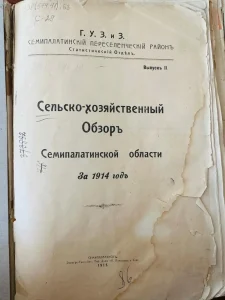 Г. У. З. и З.
СЕМИПАЛАТИНСКІЙ ПЕРЕСЕЛЕНЧЕСКІЙ РАЙОНЪ
Статистическій Отдѣлъ.
Выпускъ II
Сельско-хозяйственный
Обзоръ
Семипалатинской области
За 1914 годъ
СЕМИПАЛАТИНСКЪ